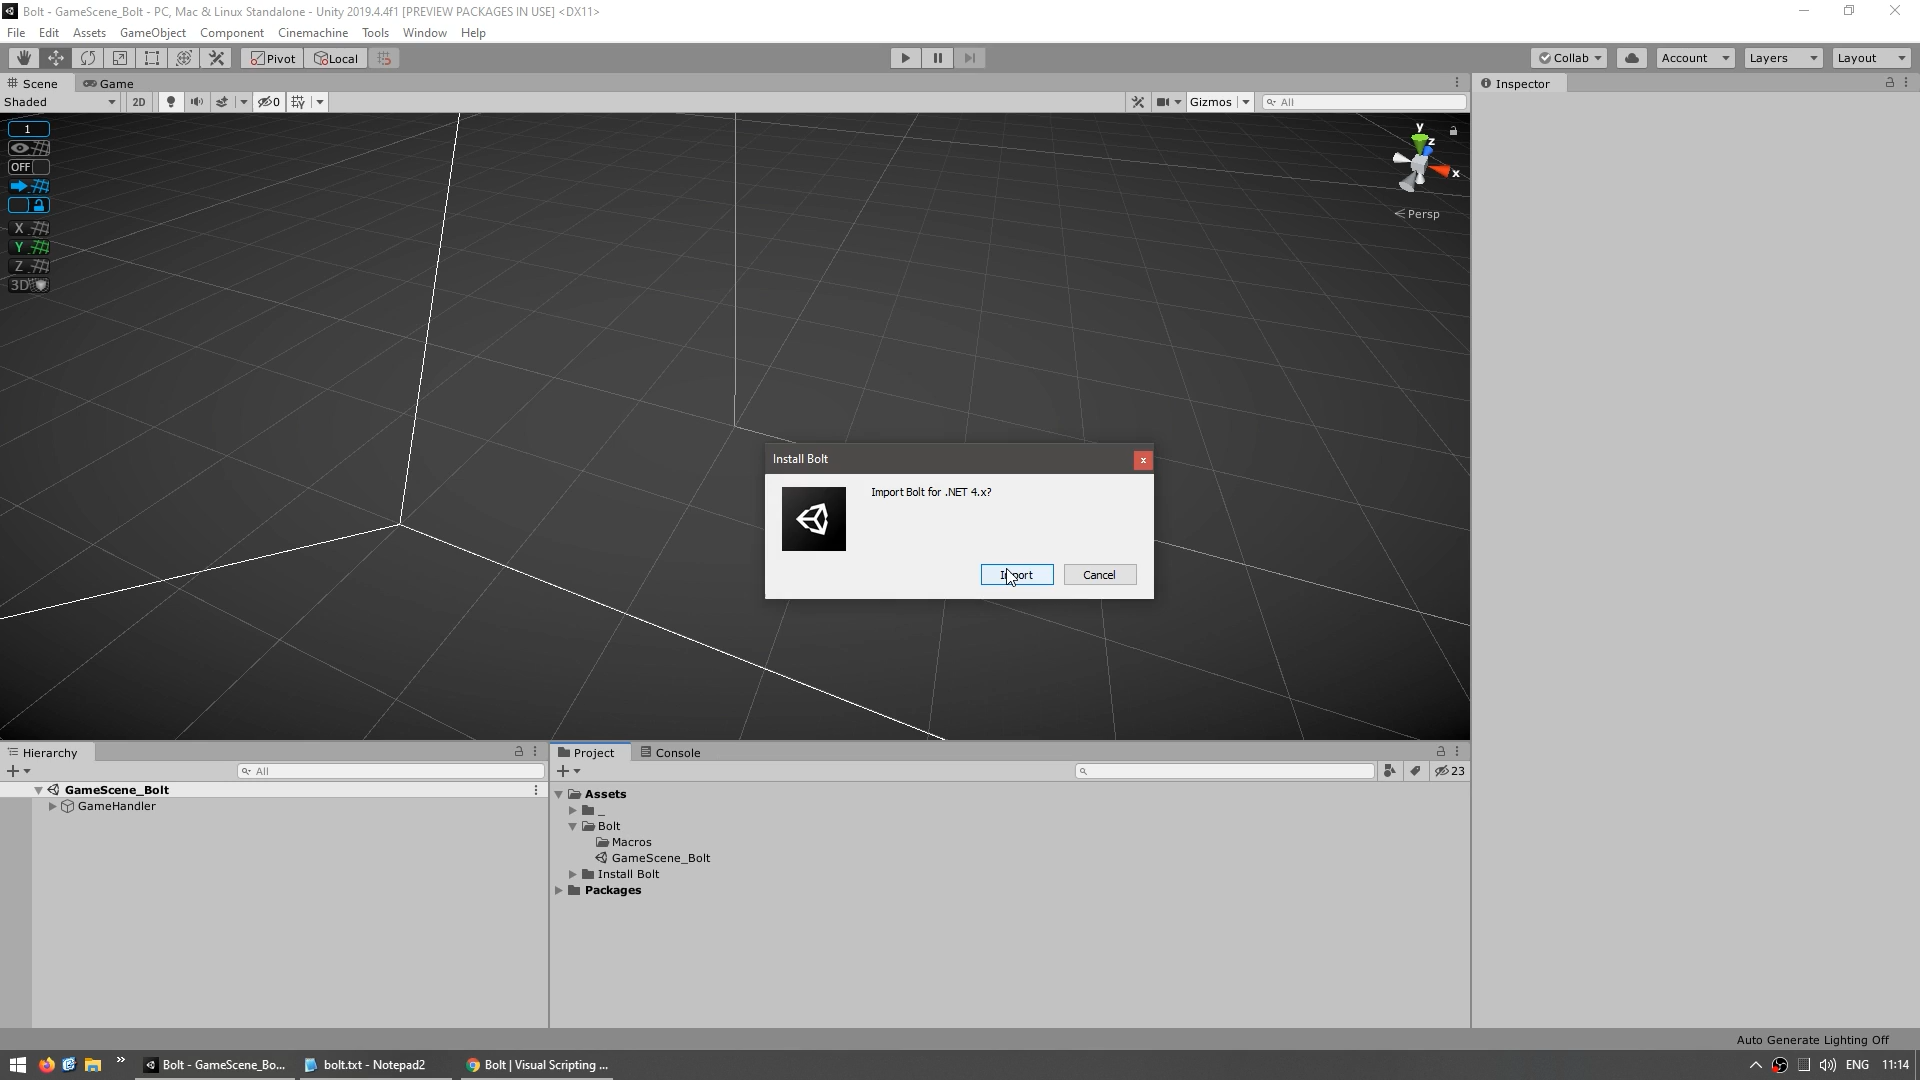 Bolt - GameScene_Bolt - PC, Mac & Linux Standalone - Unity 2019.4.4f1 [PREVIEW PACKAGES IN USE] <DX11>
File Edit Assets GameObject Component Cinemachine Tools Window Help
Pivot Local Collab Account Layers Layout
Scene Game Inspector
Shaded 2D 0 Gizmos All
1
OFF
X
Y
Z
3D
y
z
x
Persp
Install Bolt
x
Import Bolt for .NET 4.x?
Import Cancel
Hierarchy
All
GameScene_Bolt
GameHandler
Project Console
23
Assets
_
Bolt
Macros
GameScene_Bolt
Install Bolt
Packages
Auto Generate Lighting Off
Bolt - GameScene_Bo... bolt.txt - Notepad2 Bolt | Visual Scripting ... ENG 11:14